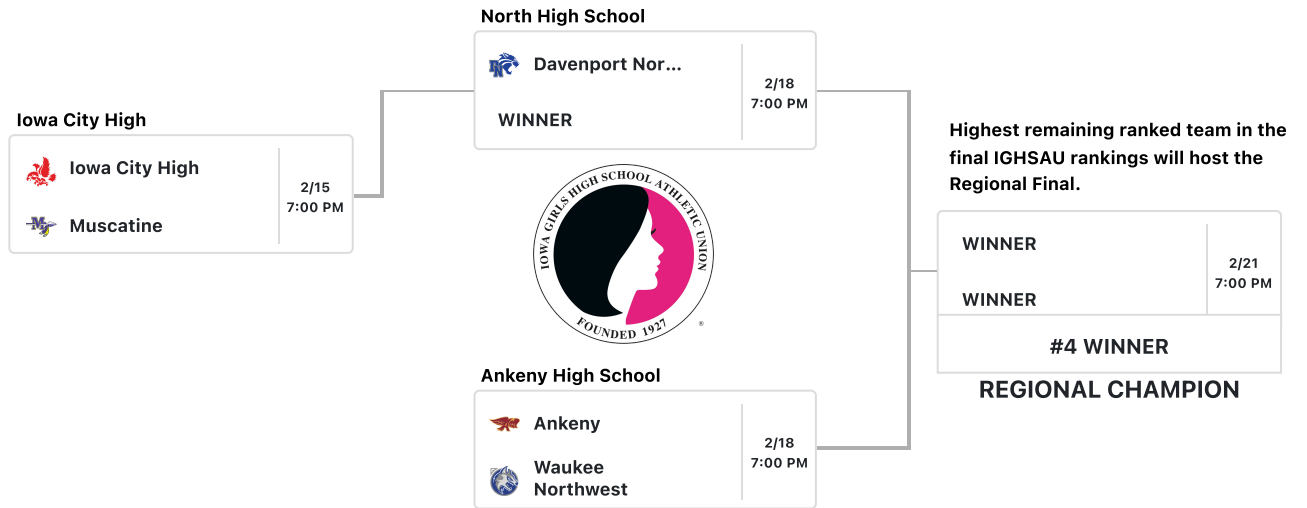 North High School
Davenport Nor...
WINNER
2/18
7:00 PM
Iowa City High
Iowa City High
Muscatine
2/15
7:00 PM
IOWA GIRLS HIGH SCHOOL ATHLETIC UNION
FOUNDED 1927
®
Ankeny High School
Ankeny
Waukee
Northwest
2/18
7:00 PM
Highest remaining ranked team in the
final IGHSAU rankings will host the
Regional Final.
WINNER
WINNER
2/21
7:00 PM
#4 WINNER
REGIONAL CHAMPION